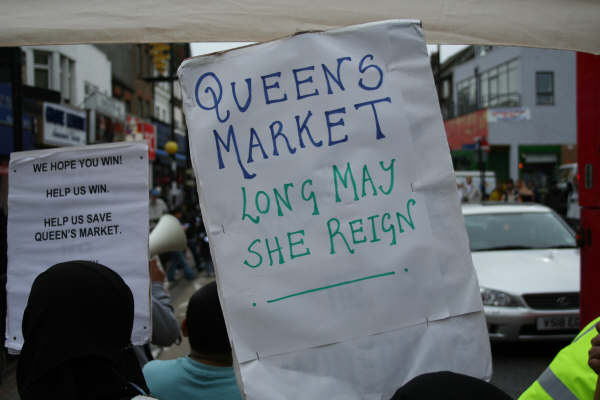 WE HOPE YOU WIN!
HELP US WIN.
HELP US SAVE
QUEEN'S MARKET.
QUEENS
MARKET
LONG MAY
SHE REIGN